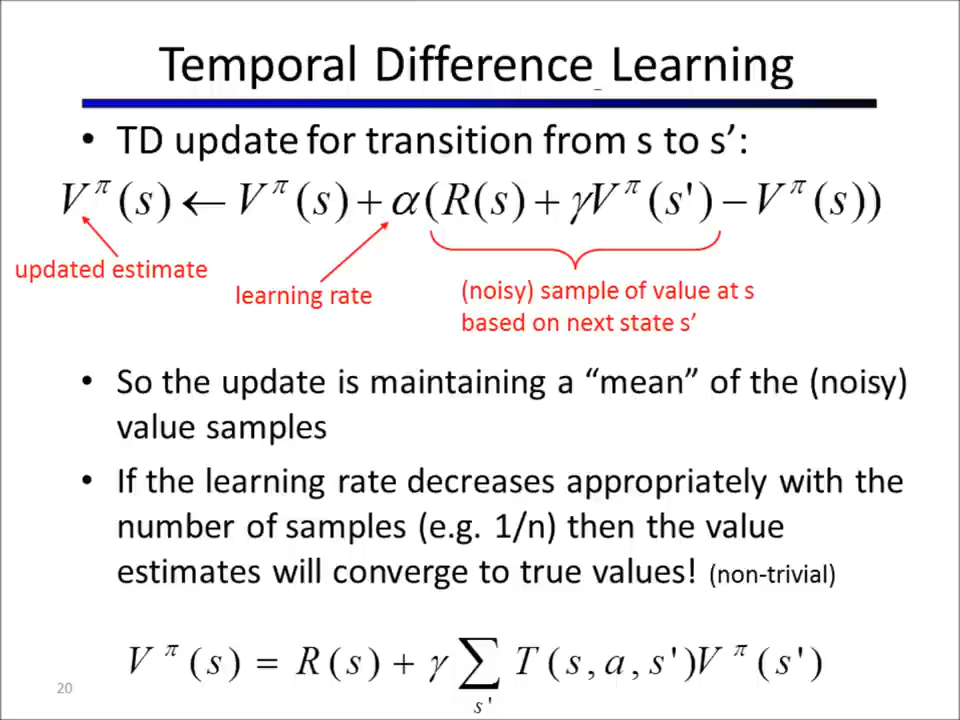 Temporal Difference Learning
• TD update for transition from s to s’:
V^π(s) ← V^π(s) + α(R(s) + γV^π(s') − V^π(s))
updated estimate
learning rate
(noisy) sample of value at s
based on next state s’
• So the update is maintaining a “mean” of the (noisy)
value samples
• If the learning rate decreases appropriately with the
number of samples (e.g. 1/n) then the value
estimates will converge to true values! (non-trivial)
V^π(s) = R(s) + γ ∑_{s'} T(s, a, s')V^π(s')
20